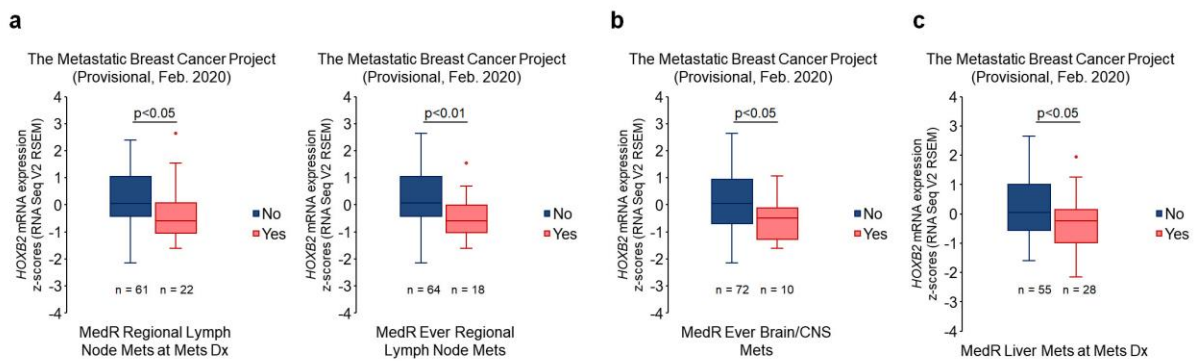 a
The Metastatic Breast Cancer Project
(Provisional, Feb. 2020)
HOXB2 mRNA expression
z-scores (RNA Seq V2 RSEM)
4
3
2
1
0
-1
-2
-3
-4
p<0.05
n = 61
n = 22
No
Yes
MedR Regional Lymph
Node Mets at Mets Dx
The Metastatic Breast Cancer Project
(Provisional, Feb. 2020)
HOXB2 mRNA expression
z-scores (RNA Seq V2 RSEM)
4
3
2
1
0
-1
-2
-3
-4
p<0.01
n = 64
n = 18
No
Yes
MedR Ever Regional
Lymph Node Mets
b
The Metastatic Breast Cancer Project
(Provisional, Feb. 2020)
HOXB2 mRNA expression
z-scores (RNA Seq V2 RSEM)
4
3
2
1
0
-1
-2
-3
-4
p<0.05
n = 72
n = 10
No
Yes
MedR Ever Brain/CNS
Mets
c
The Metastatic Breast Cancer Project
(Provisional, Feb. 2020)
HOXB2 mRNA expression
z-scores (RNA Seq V2 RSEM)
4
3
2
1
0
-1
-2
-3
-4
p<0.05
n = 55
n = 28
No
Yes
MedR Liver Mets at Mets Dx